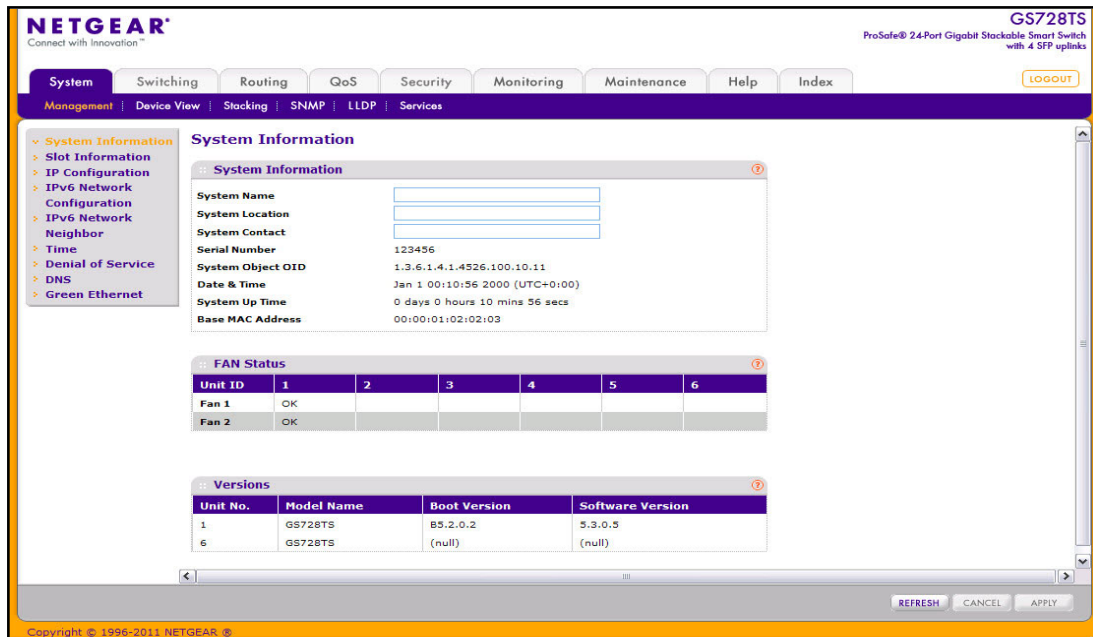 NETGEAR®
Connect with Innovation™
GS728TS
ProSafe® 24-Port Gigabit Stackable Smart Switch
with 4 SFP uplinks
System Switching Routing QoS Security Monitoring Maintenance Help Index LOGOUT
Management Device View Stacking SNMP LLDP Services
System Information
Slot Information
IP Configuration
IPv6 Network
Configuration
IPv6 Network
Neighbor
Time
Denial of Service
DNS
Green Ethernet
System Information
System Information
System Name
System Location
System Contact
Serial Number 123456
System Object OID 1.3.6.1.4.1.4526.100.10.11
Date & Time Jan 1 00:10:56 2000 (UTC+0:00)
System Up Time 0 days 0 hours 10 mins 56 secs
Base MAC Address 00:00:01:02:02:03
FAN Status
Unit ID 1 2 3 4 5 6
Fan 1 OK
Fan 2 OK
Versions
Unit No. Model Name Boot Version Software Version
1 GS728TS B5.2.0.2 5.3.0.5
6 GS728TS (null) (null)
REFRESH CANCEL APPLY
Copyright © 1996-2011 NETGEAR ®